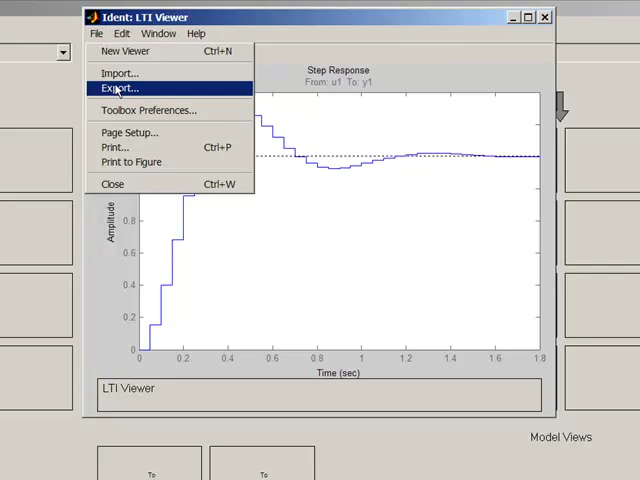 Ident: LTI Viewer
File Edit Window Help
New Viewer Ctrl+N
Import...
Export...
Toolbox Preferences...
Page Setup...
Print... Ctrl+P
Print to Figure
Close Ctrl+W
Step Response
From: u1 To: y1
Amplitude
0.8
0.6
0.4
0.2
0
0 0.2 0.4 0.6 0.8 1 1.2 1.4 1.6 1.8
Time (sec)
LTI Viewer
Model Views
To To